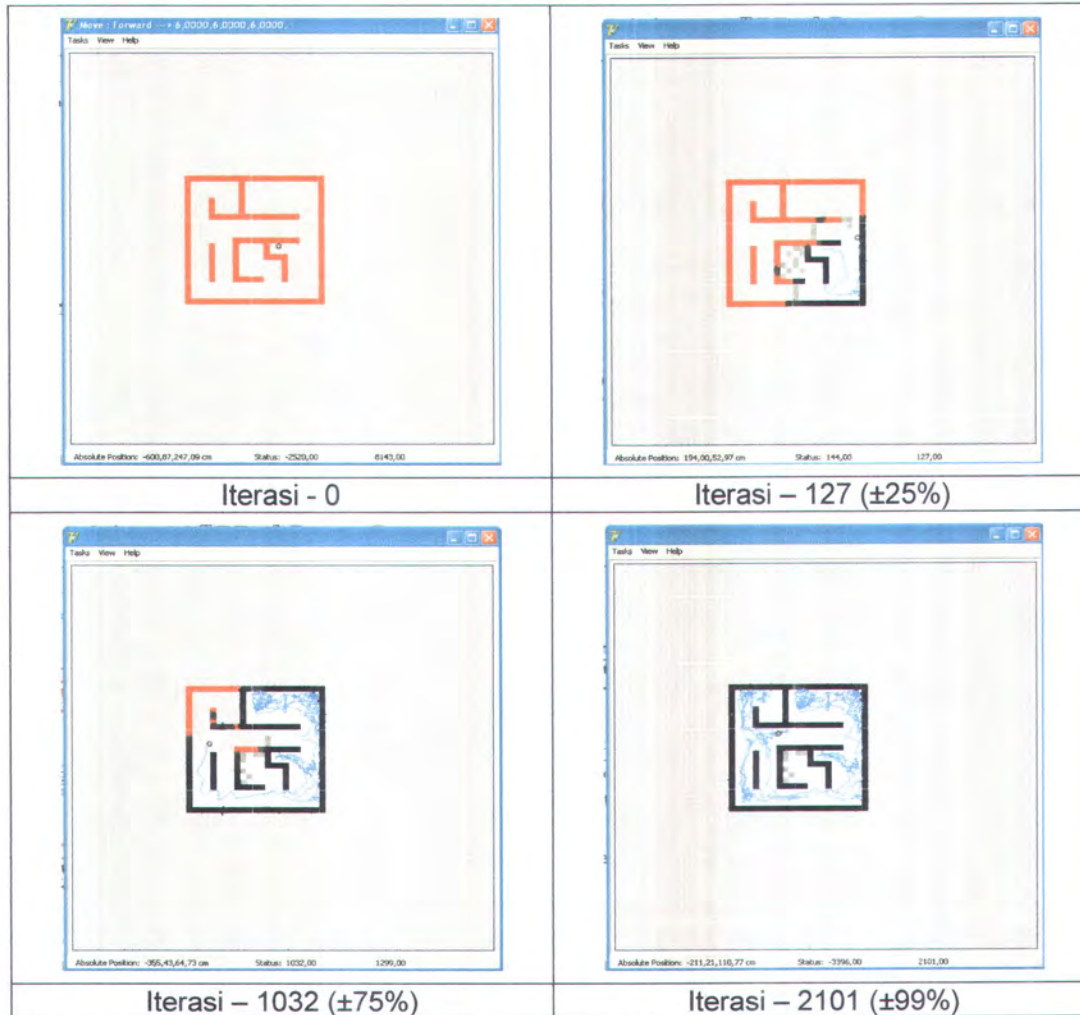 Move : Forward ---> 6,0000,6,0000,6,0000,
Tasks View Help
Absolute Position: -600,87,247,09 cm Status: -2520,00 6143,00
Iterasi - 0
Tasks View Help
Absolute Position: 194,00,52,97 cm Status: 144,00 127,00
Iterasi – 127 (±25%)
Tasks View Help
Absolute Position: -355,43,64,73 cm Status: 1032,00 1299,00
Iterasi – 1032 (±75%)
Tasks View Help
Absolute Position: -211,21,110,77 cm Status: -3396,00 2101,00
Iterasi – 2101 (±99%)